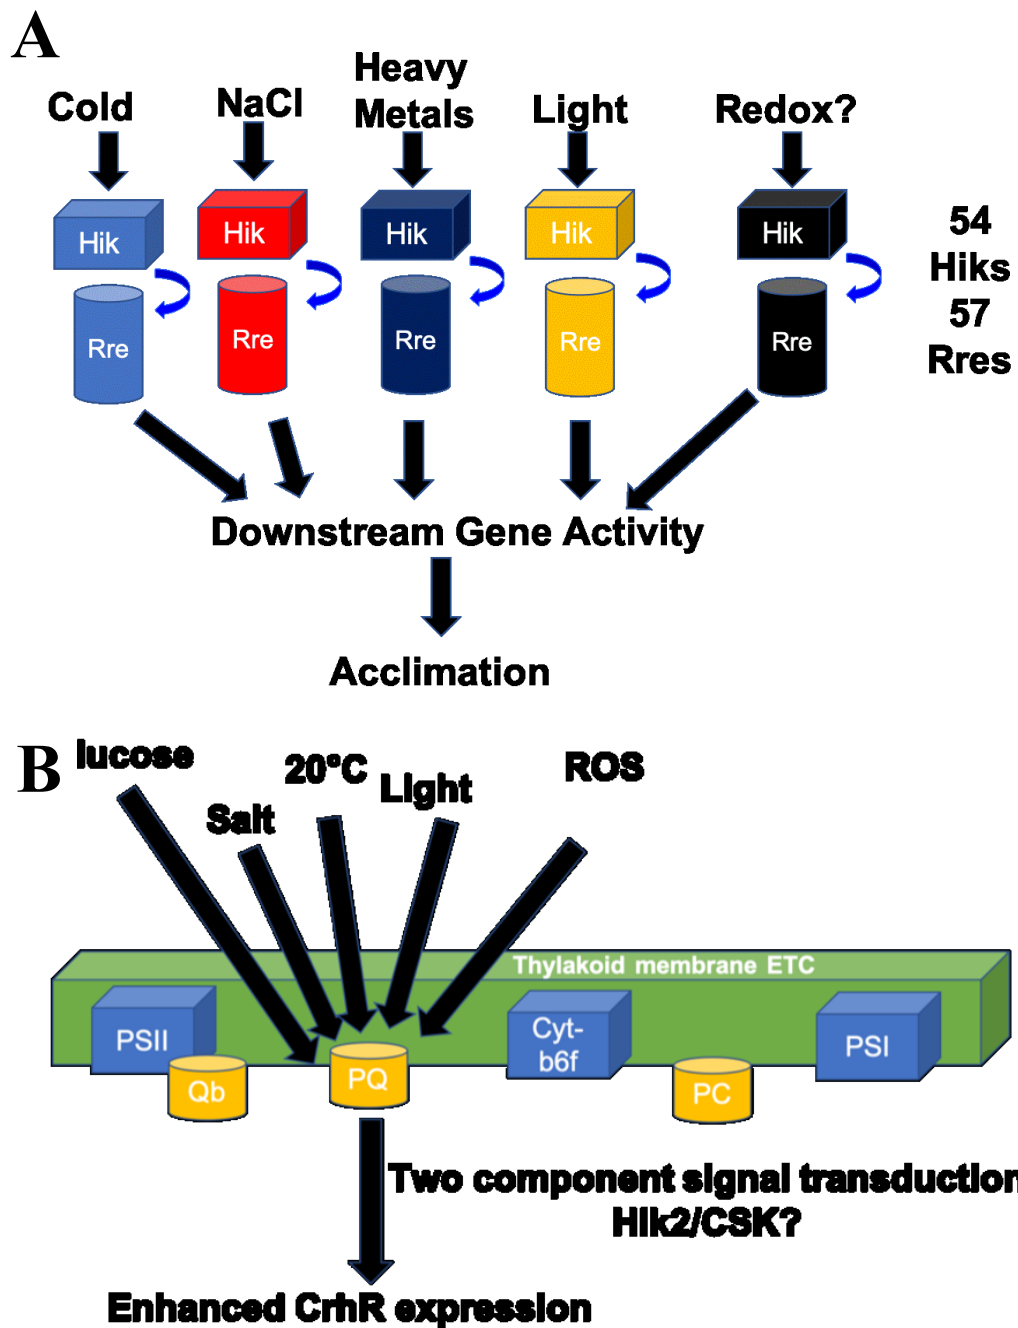 A
Cold
NaCl
Heavy
Metals
Light
Redox?
Hik
Hik
Hik
Hik
Hik
Rre
Rre
Rre
Rre
Rre
54
Hiks
57
Rres
Downstream Gene Activity
Acclimation
B
lucose
Salt
20°C
Light
ROS
Thylakoid membrane ETC
PSII
Qb
PQ
Cyt-
b6f
PC
PSI
Two component signal transduction
Hik2/CSK?
Enhanced CrhR expression